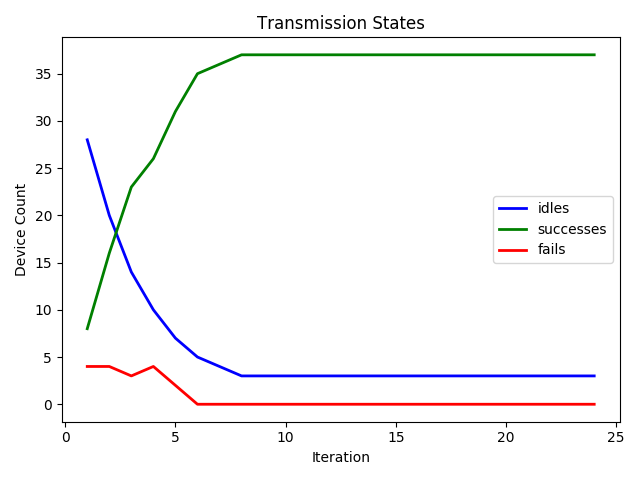 Transmission States
Device Count
35
30
25
20
15
10
5
0
idles
successes
fails
0 5 10 15 20 25
Iteration